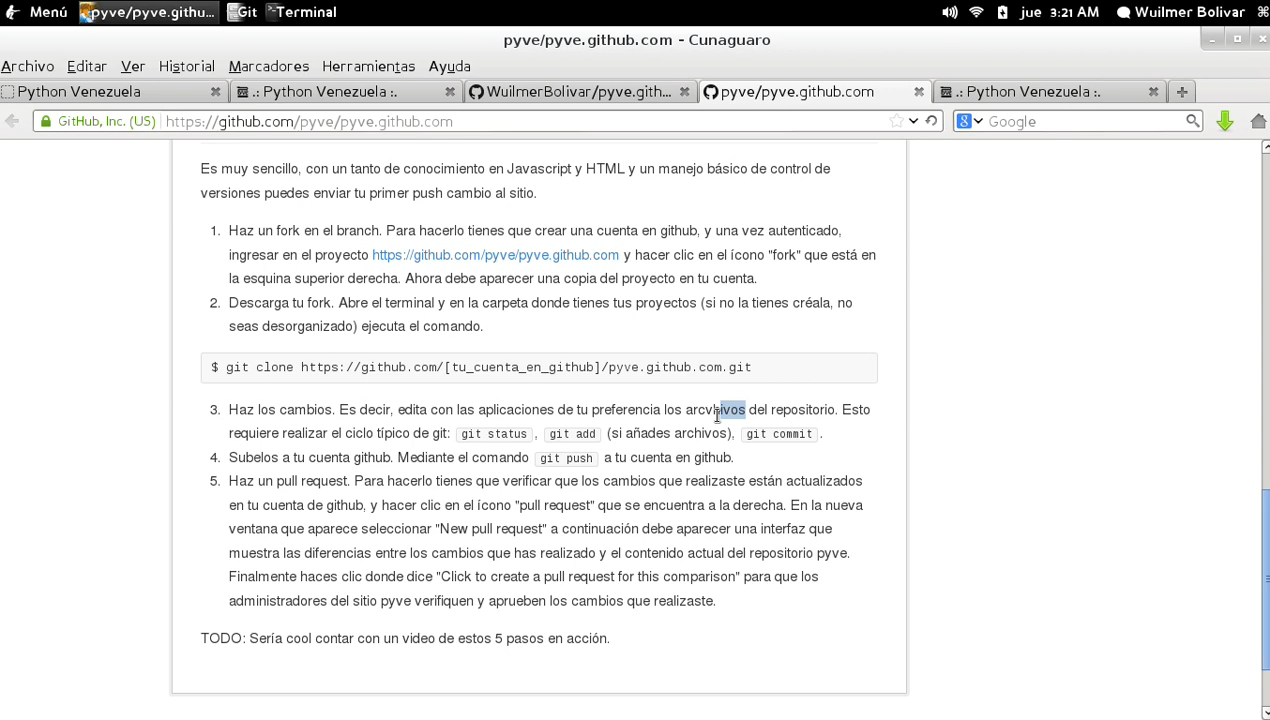 Menú pyve/pyve.githu... Git Terminal jue 3:21 AM Wuilmer Bolivar
pyve/pyve.github.com - Cunaguaro
Archivo Editar Ver Historial Marcadores Herramientas Ayuda
Python Venezuela .: Python Venezuela :. WuilmerBolivar/pyve.gith... pyve/pyve.github.com .: Python Venezuela :.
GitHub, Inc. (US) https://github.com/pyve/pyve.github.com Google
Es muy sencillo, con un tanto de conocimiento en Javascript y HTML y un manejo básico de control de
versiones puedes enviar tu primer push cambio al sitio.
1. Haz un fork en el branch. Para hacerlo tienes que crear una cuenta en github, y una vez autenticado,
ingresar en el proyecto https://github.com/pyve/pyve.github.com y hacer clic en el ícono "fork" que está en
la esquina superior derecha. Ahora debe aparecer una copia del proyecto en tu cuenta.
2. Descarga tu fork. Abre el terminal y en la carpeta donde tienes tus proyectos (si no la tienes créala, no
seas desorganizado) ejecuta el comando.
$ git clone https://github.com/[tu_cuenta_en_github]/pyve.github.com.git
3. Haz los cambios. Es decir, edita con las aplicaciones de tu preferencia los arcvhivos del repositorio. Esto
requiere realizar el ciclo típico de git: git status , git add (si añades archivos), git commit .
4. Subelos a tu cuenta github. Mediante el comando git push a tu cuenta en github.
5. Haz un pull request. Para hacerlo tienes que verificar que los cambios que realizaste están actualizados
en tu cuenta de github, y hacer clic en el ícono "pull request" que se encuentra a la derecha. En la nueva
ventana que aparece seleccionar "New pull request" a continuación debe aparecer una interfaz que
muestra las diferencias entre los cambios que has realizado y el contenido actual del repositorio pyve.
Finalmente haces clic donde dice "Click to create a pull request for this comparison" para que los
administradores del sitio pyve verifiquen y aprueben los cambios que realizaste.
TODO: Sería cool contar con un video de estos 5 pasos en acción.